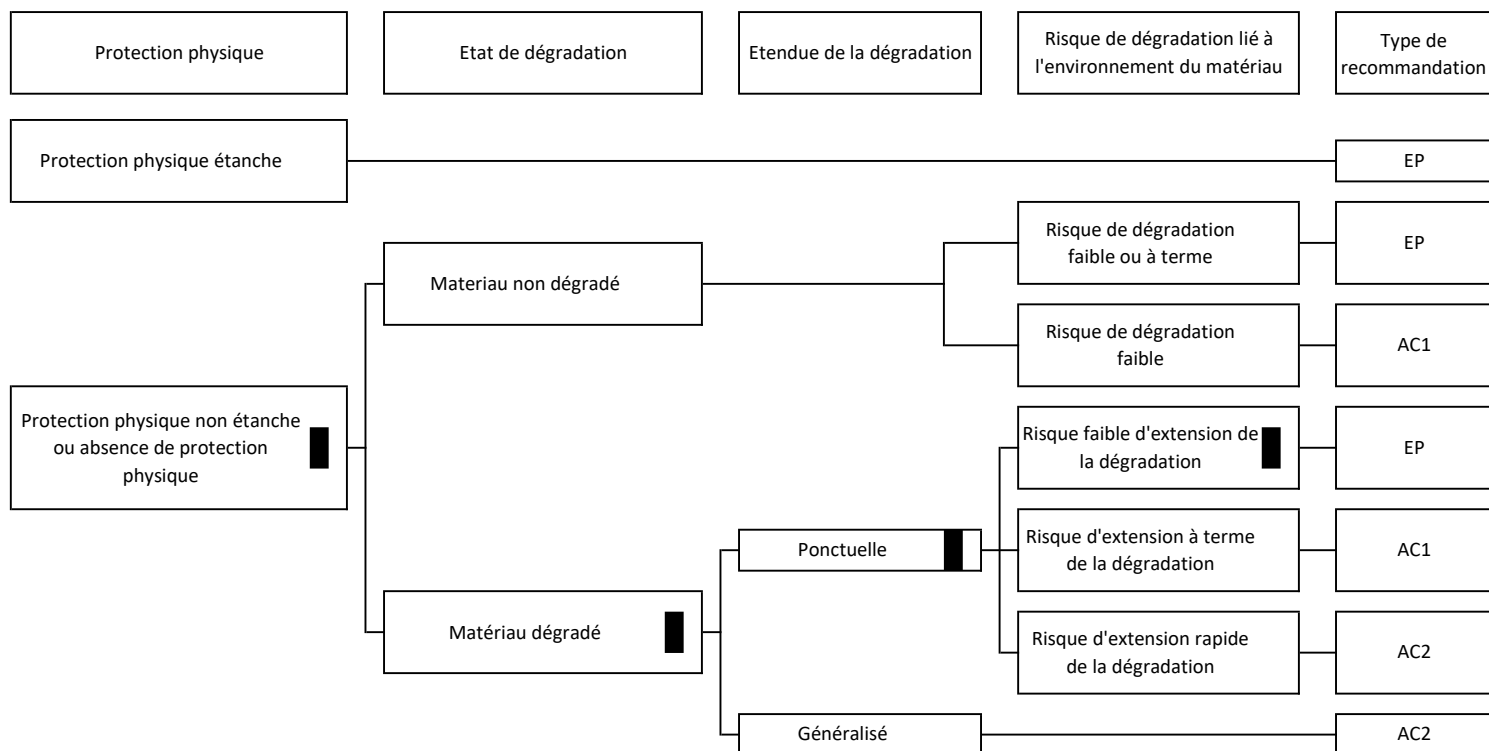 Protection physique
Etat de dégradation
Etendue de la dégradation
Risque de dégradation lié à
l'environnement du matériau
Type de
recommandation
Protection physique étanche
EP
Materiau non dégradé
Risque de dégradation
faible ou à terme
EP
Risque de dégradation
faible
AC1
Protection physique non étanche
ou absence de protection
physique
Risque faible d'extension de
la dégradation
EP
Ponctuelle
Risque d'extension à terme
de la dégradation
AC1
Matériau dégradé
Risque d'extension rapide
de la dégradation
AC2
Généralisé
AC2